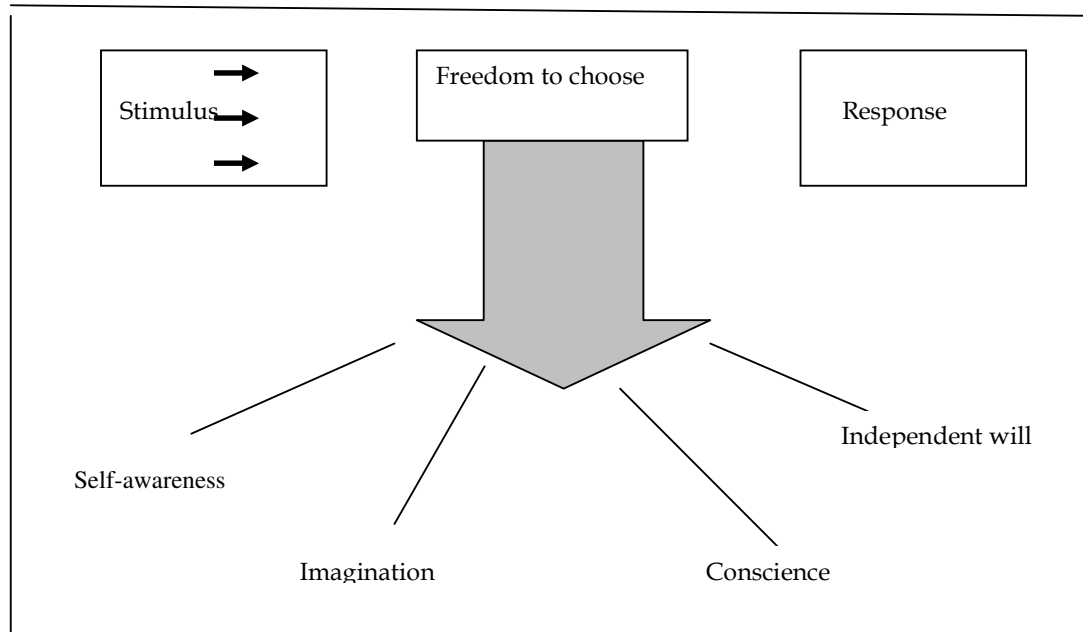 Stimulus
Freedom to choose
Response
Independent will
Self-awareness
Imagination
Conscience